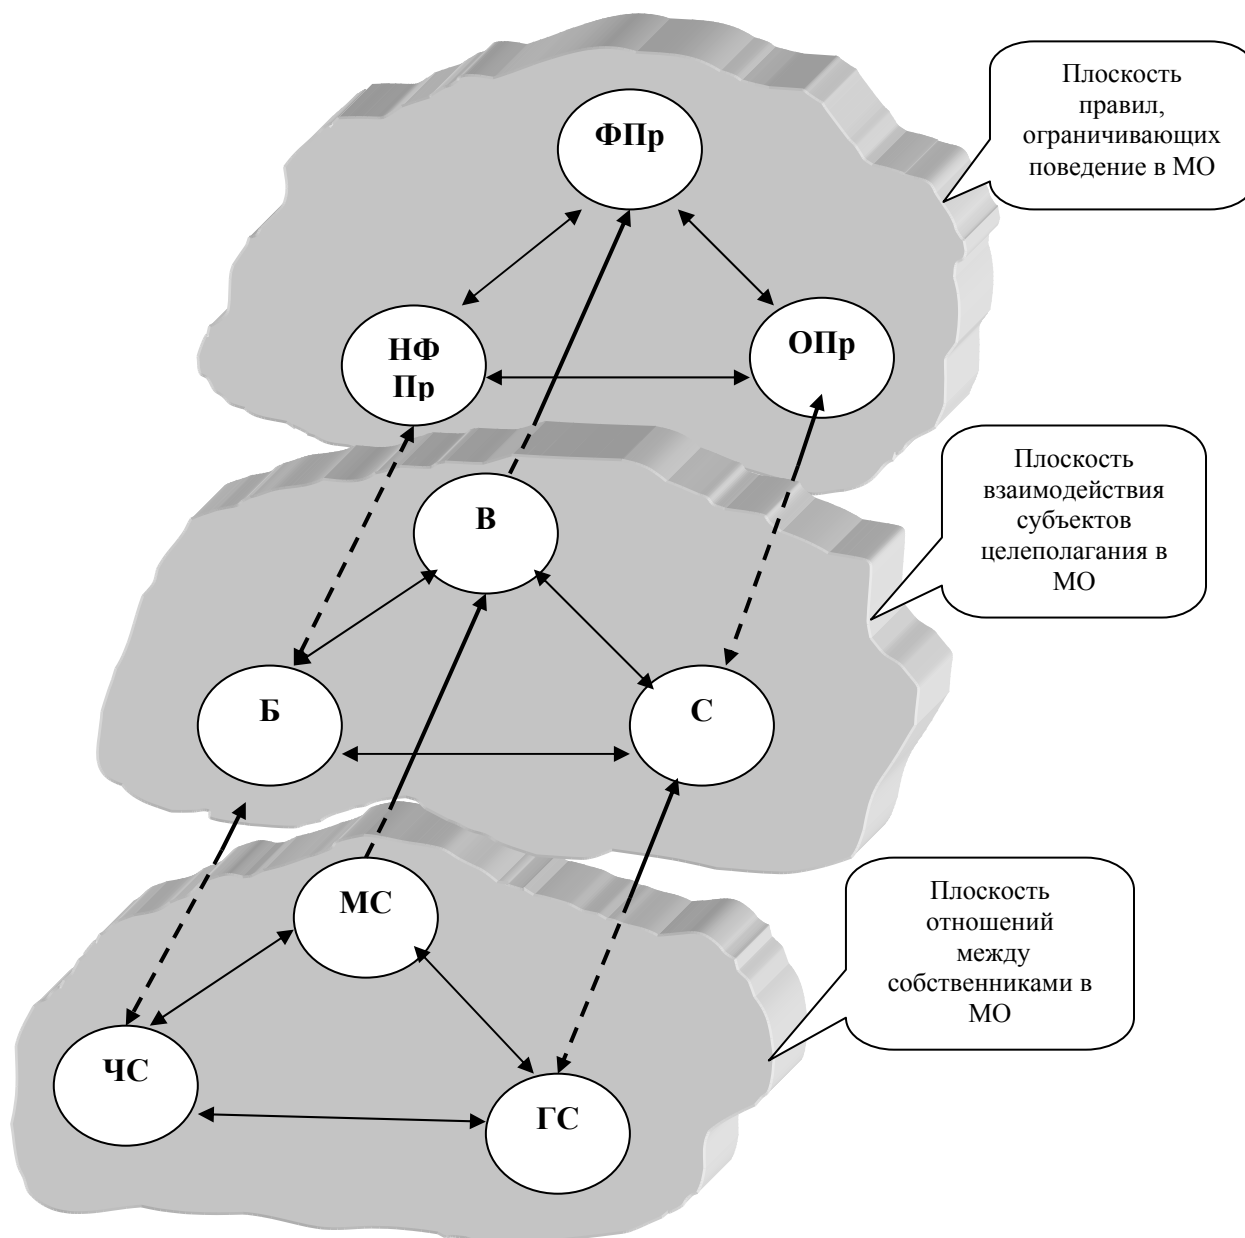 Плоскость
правил,
ограничивающих
поведение в МО
ФПр
НФ
Пр
ОПр
Плоскость
взаимодействия
субъектов
целеполагания в
МО
В
Б
С
Плоскость
отношений
между
собственниками в
МО
МС
ЧС
ГС